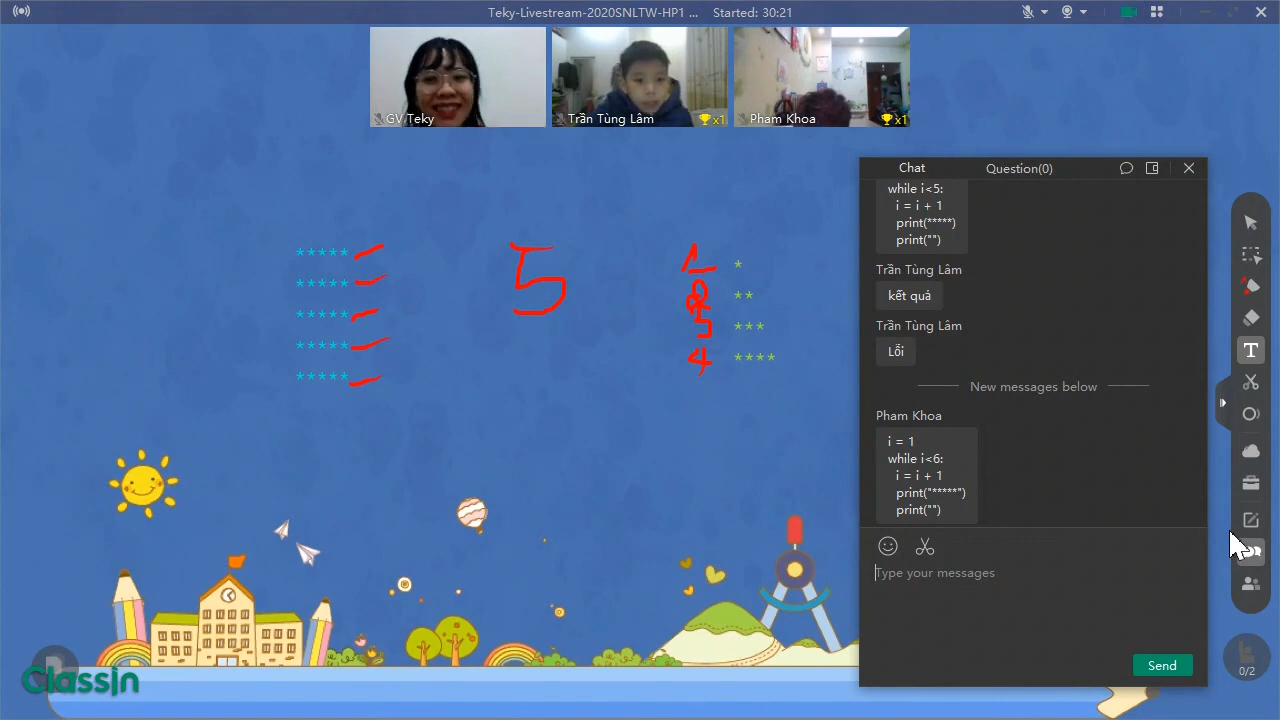 Teky-Livestream-2020SNLTW-HP1 ... Started: 30:21
GV Teky
Trần Tùng Lâm
x1
Pham Khoa
x1
Chat Question(0)
while i<5:
i = i + 1
print(*****)
print("")
Trần Tùng Lâm
kết quả
Trần Tùng Lâm
Lỗi
New messages below
Pham Khoa
i = 1
while i<6:
i = i + 1
print("*****")
print("")
Type your messages
Send
*****
*****
*****
*****
*****
5
1 *
**
3 ***
4 ****
T
0/2
ClassIn